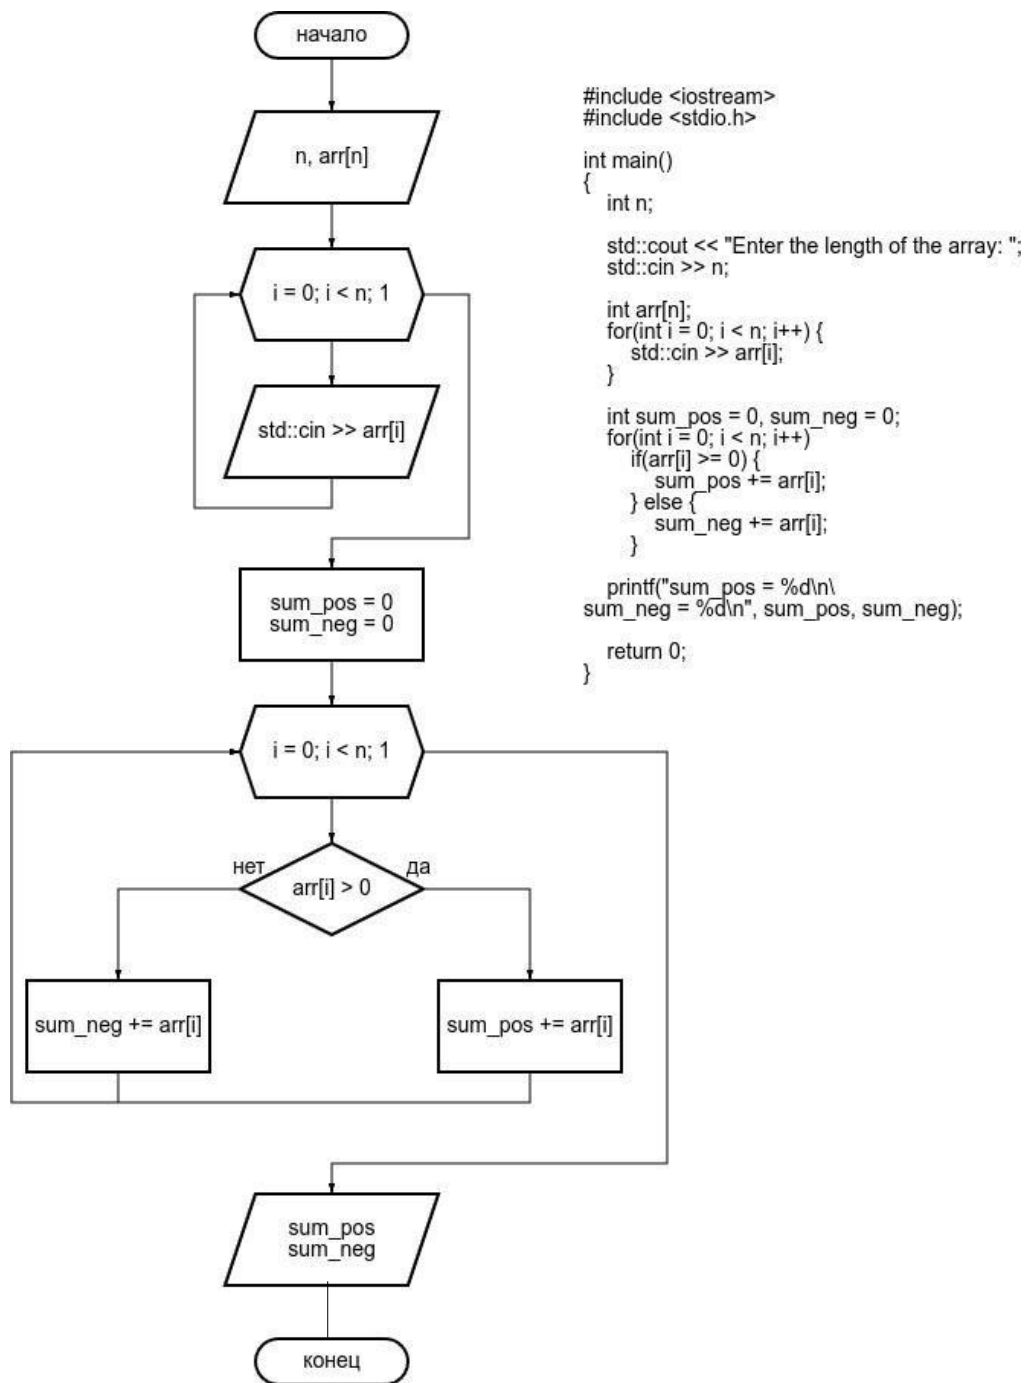 начало
n, arr[n]
i = 0; i < n; 1
std::cin >> arr[i]
sum_pos = 0
sum_neg = 0
i = 0; i < n; 1
нет
да
arr[i] > 0
sum_neg += arr[i]
sum_pos += arr[i]
sum_pos
sum_neg
конец
#include <iostream>
#include <stdio.h>
int main()
{
int n;
std::cout << "Enter the length of the array: ";
std::cin >> n;
int arr[n];
for(int i = 0; i < n; i++) {
std::cin >> arr[i];
}
int sum_pos = 0, sum_neg = 0;
for(int i = 0; i < n; i++)
if(arr[i] >= 0) {
sum_pos += arr[i];
} else {
sum_neg += arr[i];
}
printf("sum_pos = %d\n\
sum_neg = %d\n", sum_pos, sum_neg);
return 0;
}